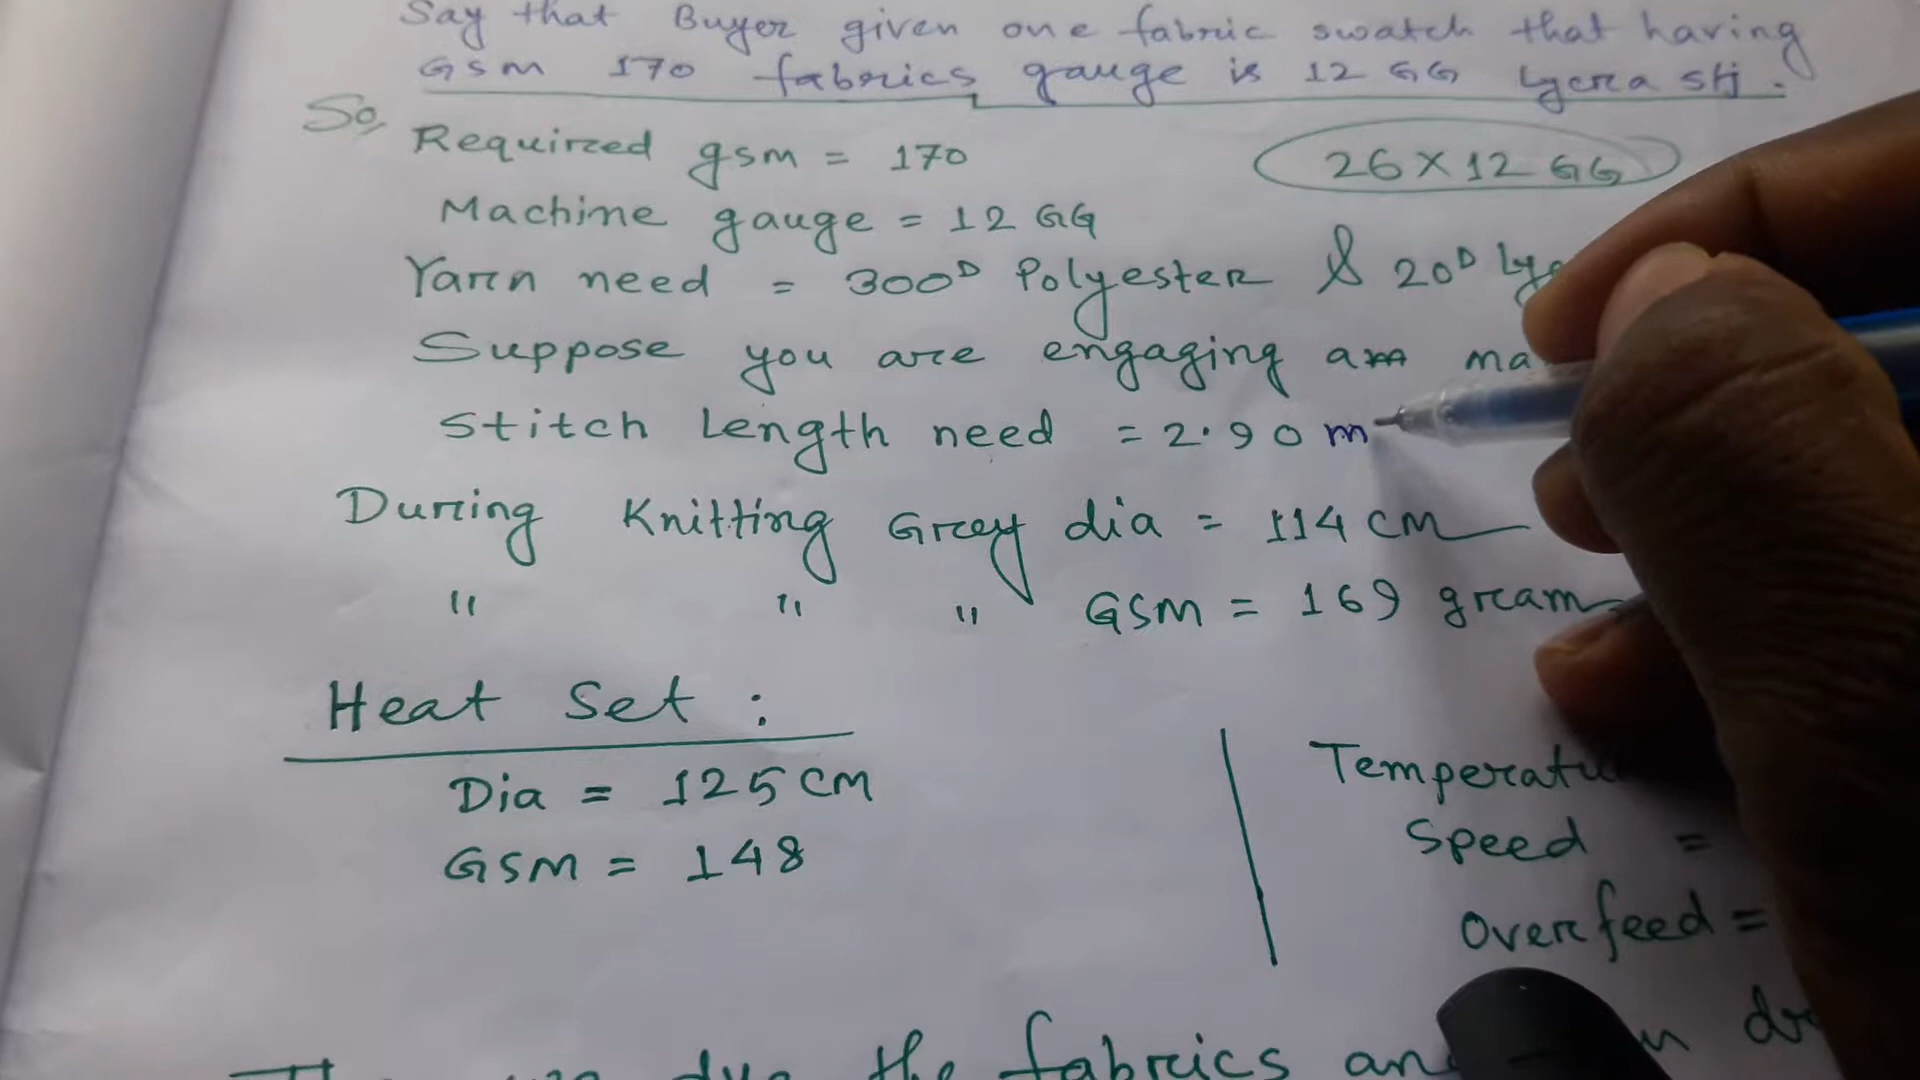 Say that Buyer given one fabric swatch that having
GSM 170 fabrics gauge is 12 GG Lycra S/j.
So, Required gsm = 170
26 X 12 GG
Machine gauge = 12 GG
Yarn need = 300D Polyester & 20D
Suppose you are engaging
Stitch Length need = 2.90 m
During Knitting Grey dia = 114 CM
" " " GSM = 169 gram
Heat Set :
Dia = 125 CM
GSM = 148
Temperatu
Speed =
Overfeed =
the fabrics